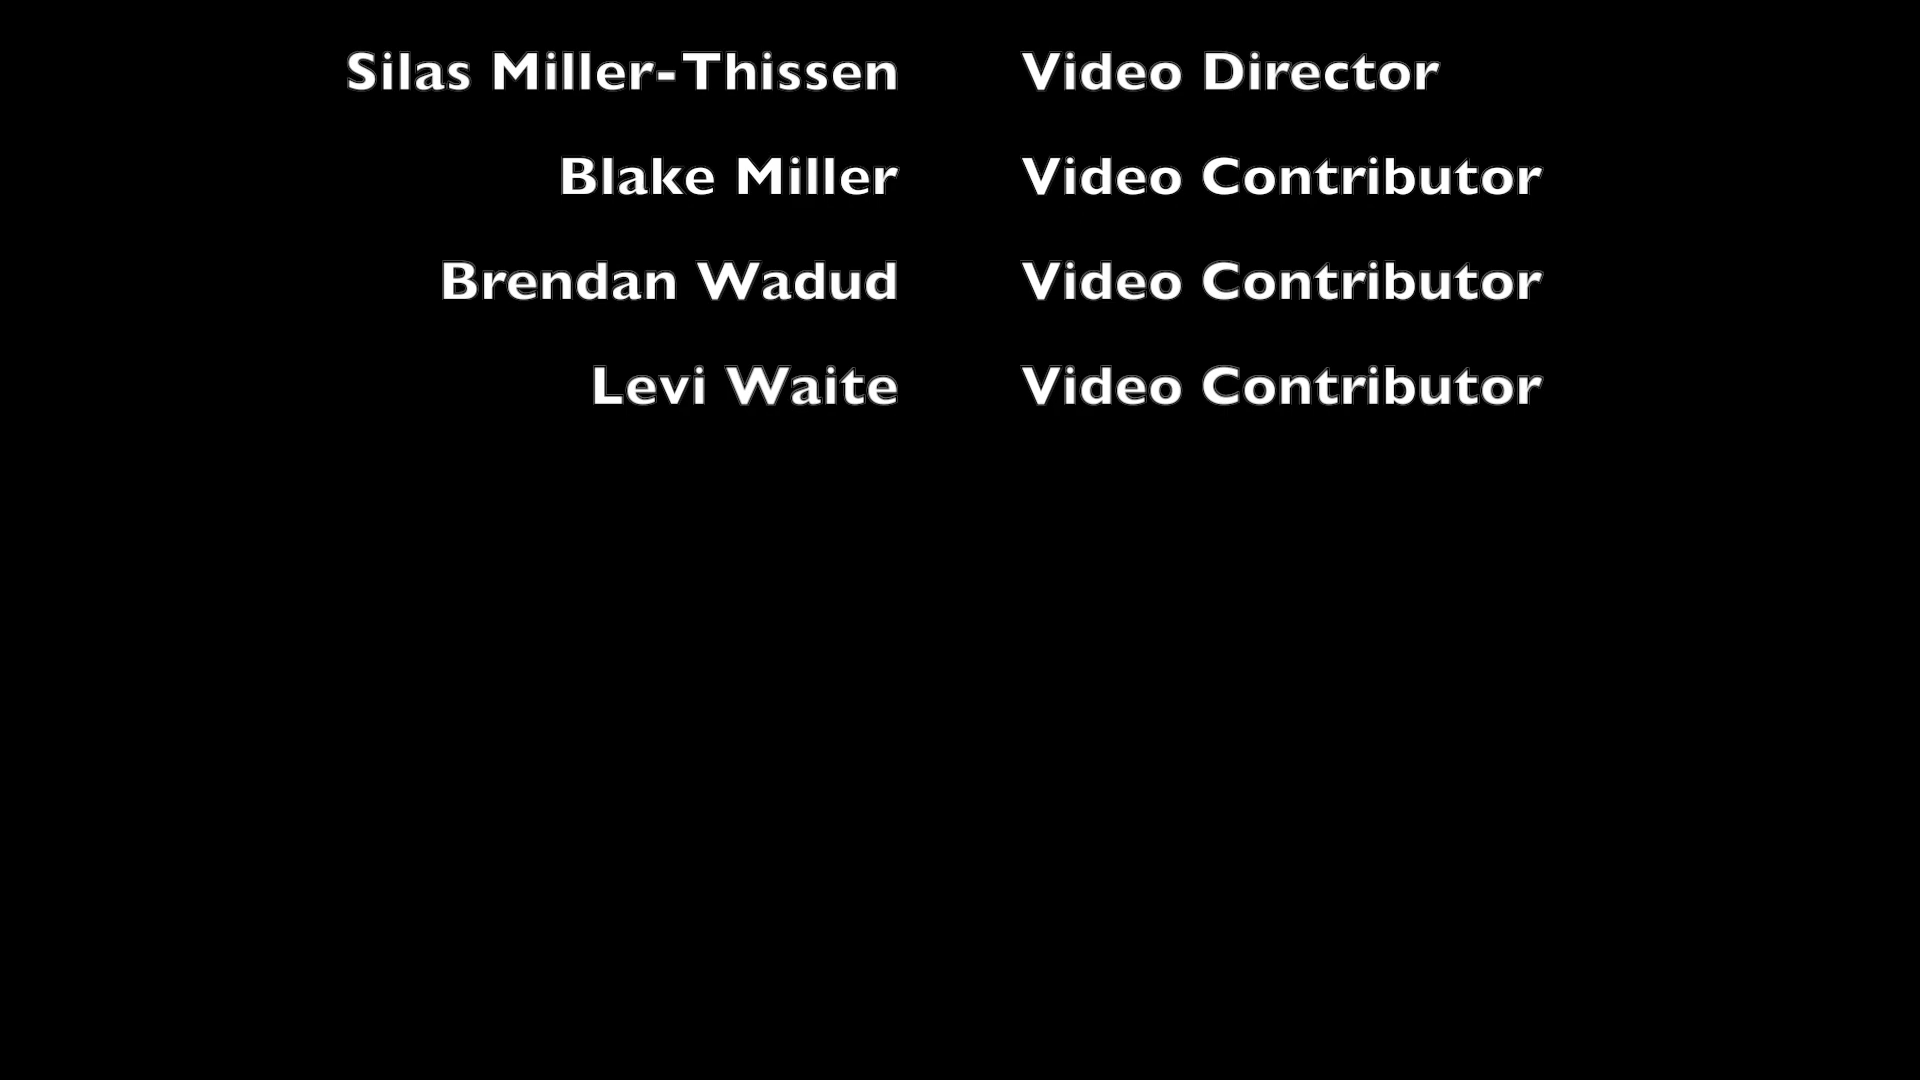 Silas Miller-Thissen Video Director
Blake Miller Video Contributor
Brendan Wadud Video Contributor
Levi Waite Video Contributor